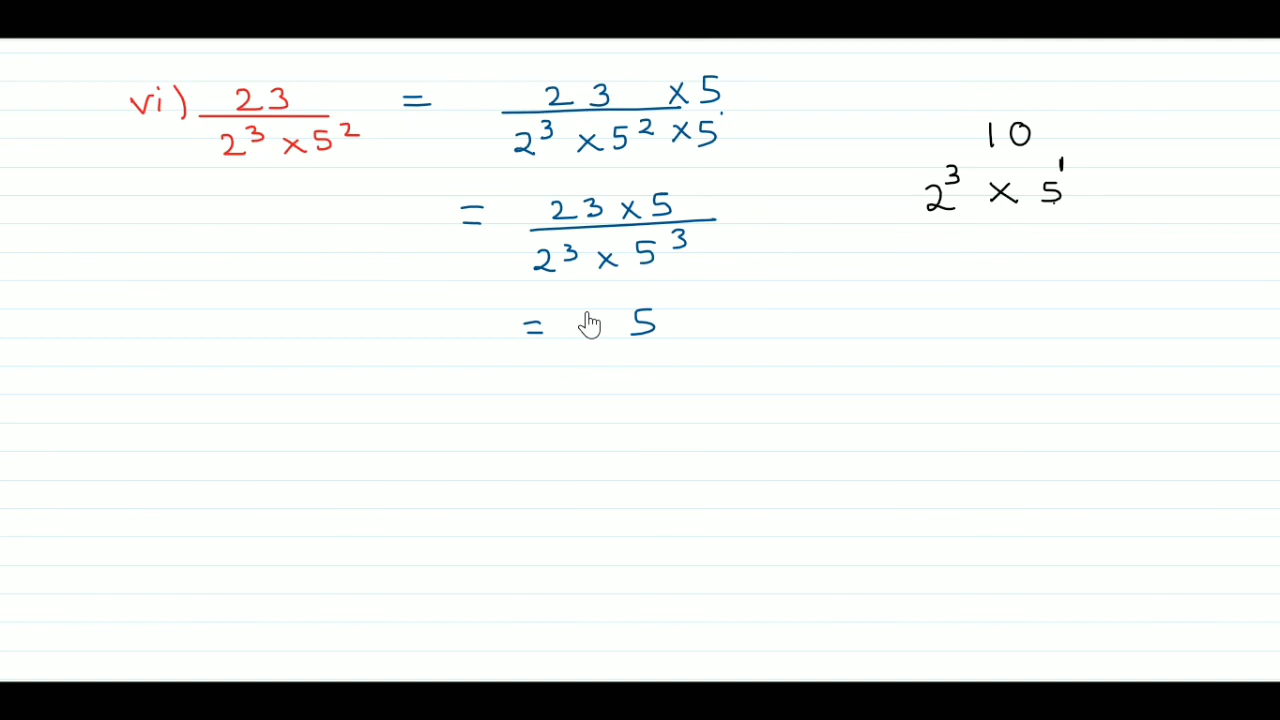 vi) 23 / 2³ × 5² = 23 × 5 / 2³ × 5² × 5
= 23 × 5 / 2³ × 5³
= 5
10
2³ × 5¹